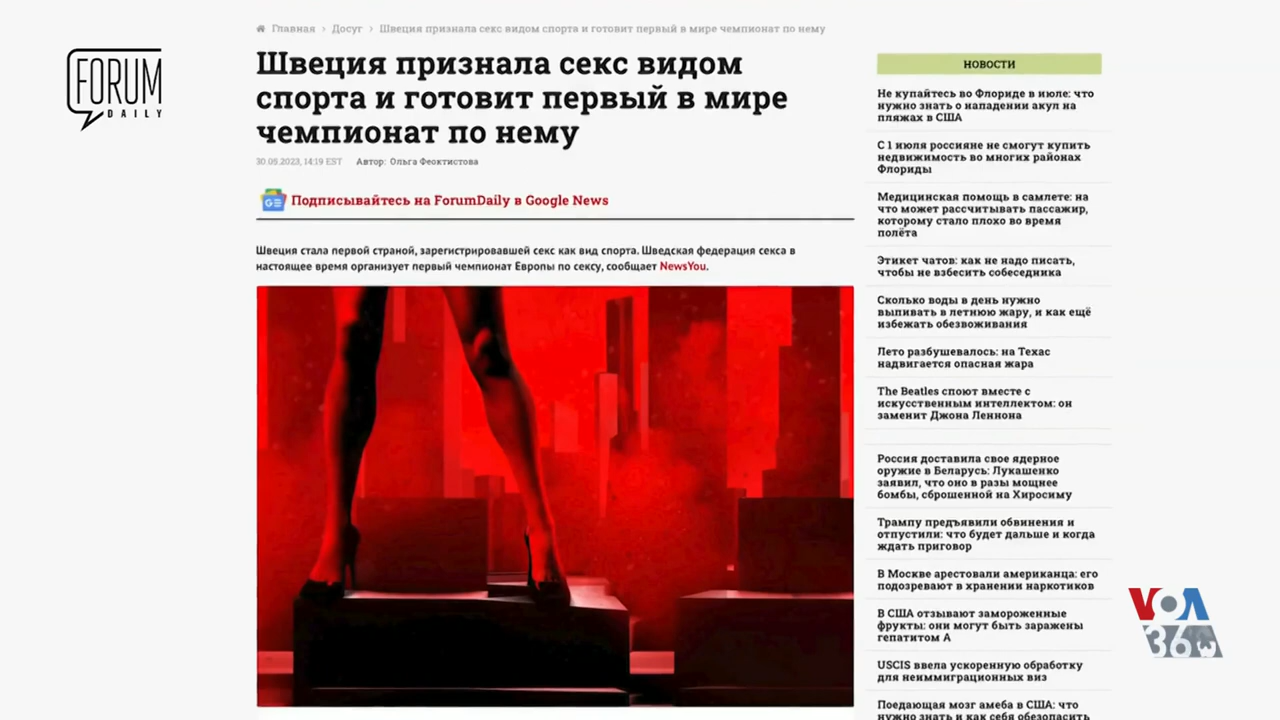 Главная › Досуг › Швеция признала секс видом спорта и готовит первый в мире чемпионат по нему
FORUM
DAILY
Швеция признала секс видом
спорта и готовит первый в мире
чемпионат по нему
30.05.2023, 14:19 EST Автор: Ольга Феоктистова
GE Подписывайтесь на ForumDaily в Google News
Швеция стала первой страной, зарегистрировавшей секс как вид спорта. Шведская федерация секса в
настоящее время организует первый чемпионат Европы по сексу, сообщает NewsYou.
НОВОСТИ
Не купайтесь во Флориде в июле: что
нужно знать о нападении акул на
пляжах в США
С 1 июля россияне не смогут купить
недвижимость во многих районах
Флориды
Медицинская помощь в самлете: на
что может рассчитывать пассажир,
которому стало плохо во время
полёта
Этикет чатов: как не надо писать,
чтобы не взбесить собеседника
Сколько воды в день нужно
выпивать в летнюю жару, и как ещё
избежать обезвоживания
Лето разбушевалось: на Техас
надвигается опасная жара
The Beatles споют вместе с
искусственным интеллектом: он
заменит Джона Леннона
Россия доставила свое ядерное
оружие в Беларусь: Лукашенко
заявил, что оно в разы мощнее
бомбы, сброшенной на Хиросиму
Трампу предъявили обвинения и
отпустили: что будет дальше и когда
ждать приговор
В Москве арестовали американца: его
подозревают в хранении наркотиков
В США отзывают замороженные
фрукты: они могут быть заражены
гепатитом А
USCIS ввела ускоренную обработку
для неиммиграционных виз
Поедающая мозг амеба в США: что
нужно знать и как себя обезопасить
VOA
36